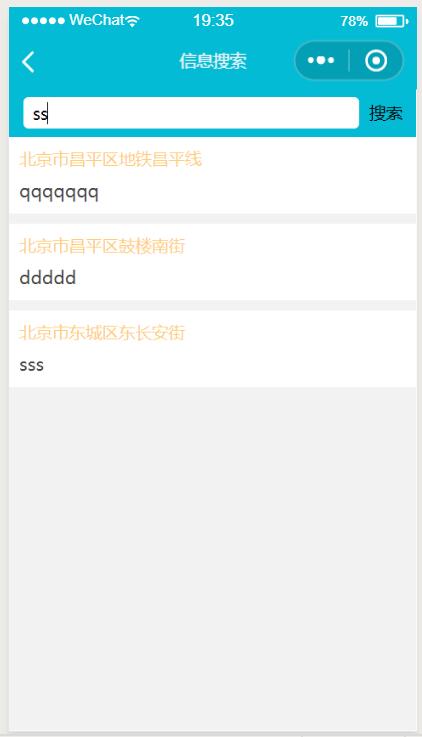 WeChat 19:35 78%
信息搜索
ss 搜索
北京市昌平区地铁昌平线
qqqqqqq
北京市昌平区鼓楼南街
ddddd
北京市东城区东长安街
sss